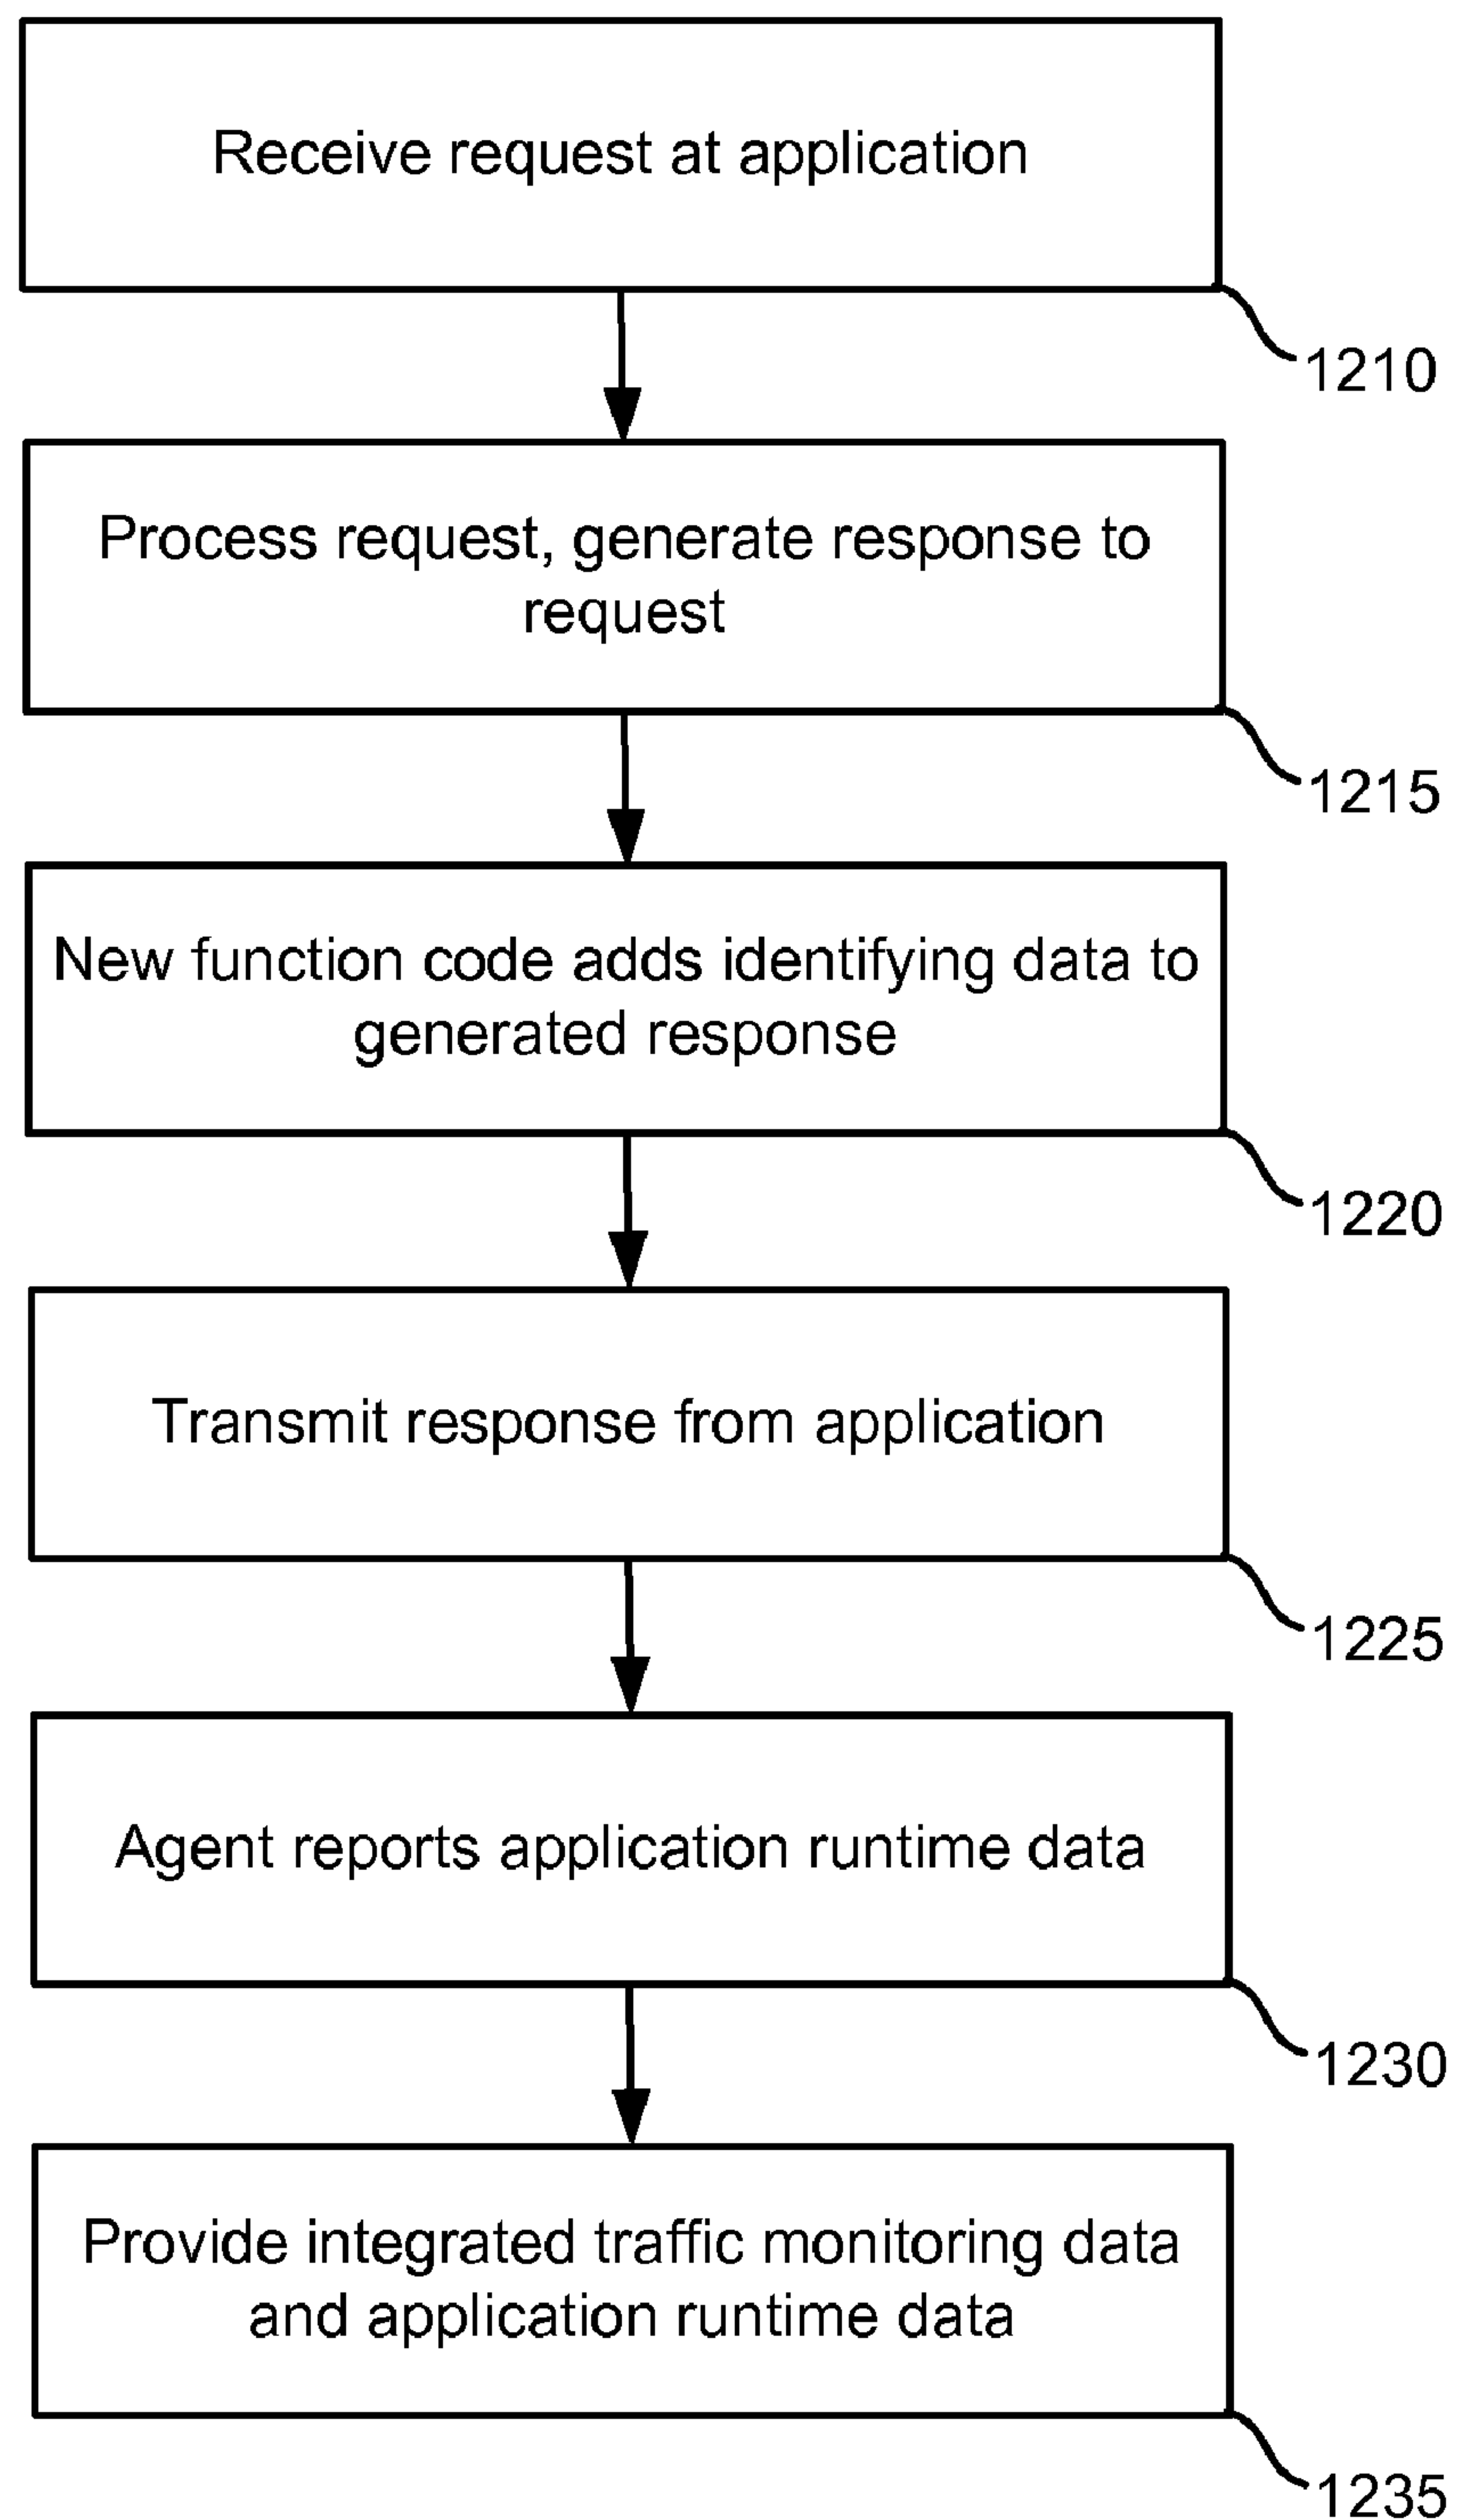 Receive request at application
1210
Process request, generate response to
request
1215
New function code adds identifying data to
generated response
1220
Transmit response from application
1225
Agent reports application runtime data
1230
Provide integrated traffic monitoring data
and application runtime data
1235